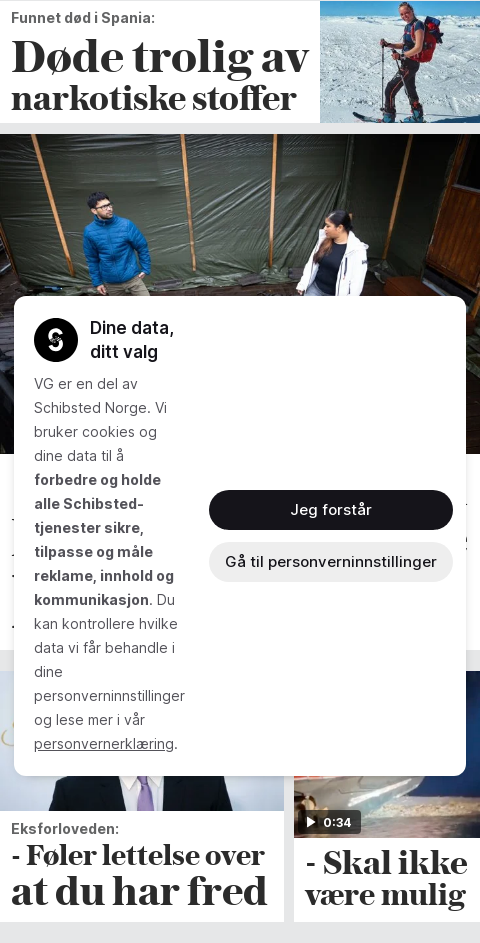 Funnet død i Spania:
Døde trolig av
narkotiske stoffer
Dine data,
ditt valg
VG er en del av
Schibsted Norge. Vi
bruker cookies og
dine data til å
forbedre og holde
alle Schibsted-
tjenester sikre,
tilpasse og måle
reklame, innhold og
kommunikasjon. Du
kan kontrollere hvilke
data vi får behandle i
dine
personverninnstillinger
og lese mer i vår
personvernerklæring.
Jeg forstår
Gå til personverninnstillinger
Eksforloveden:
- Føler lettelse over
at du har fred
0:34
- Skal ikke
være mulig